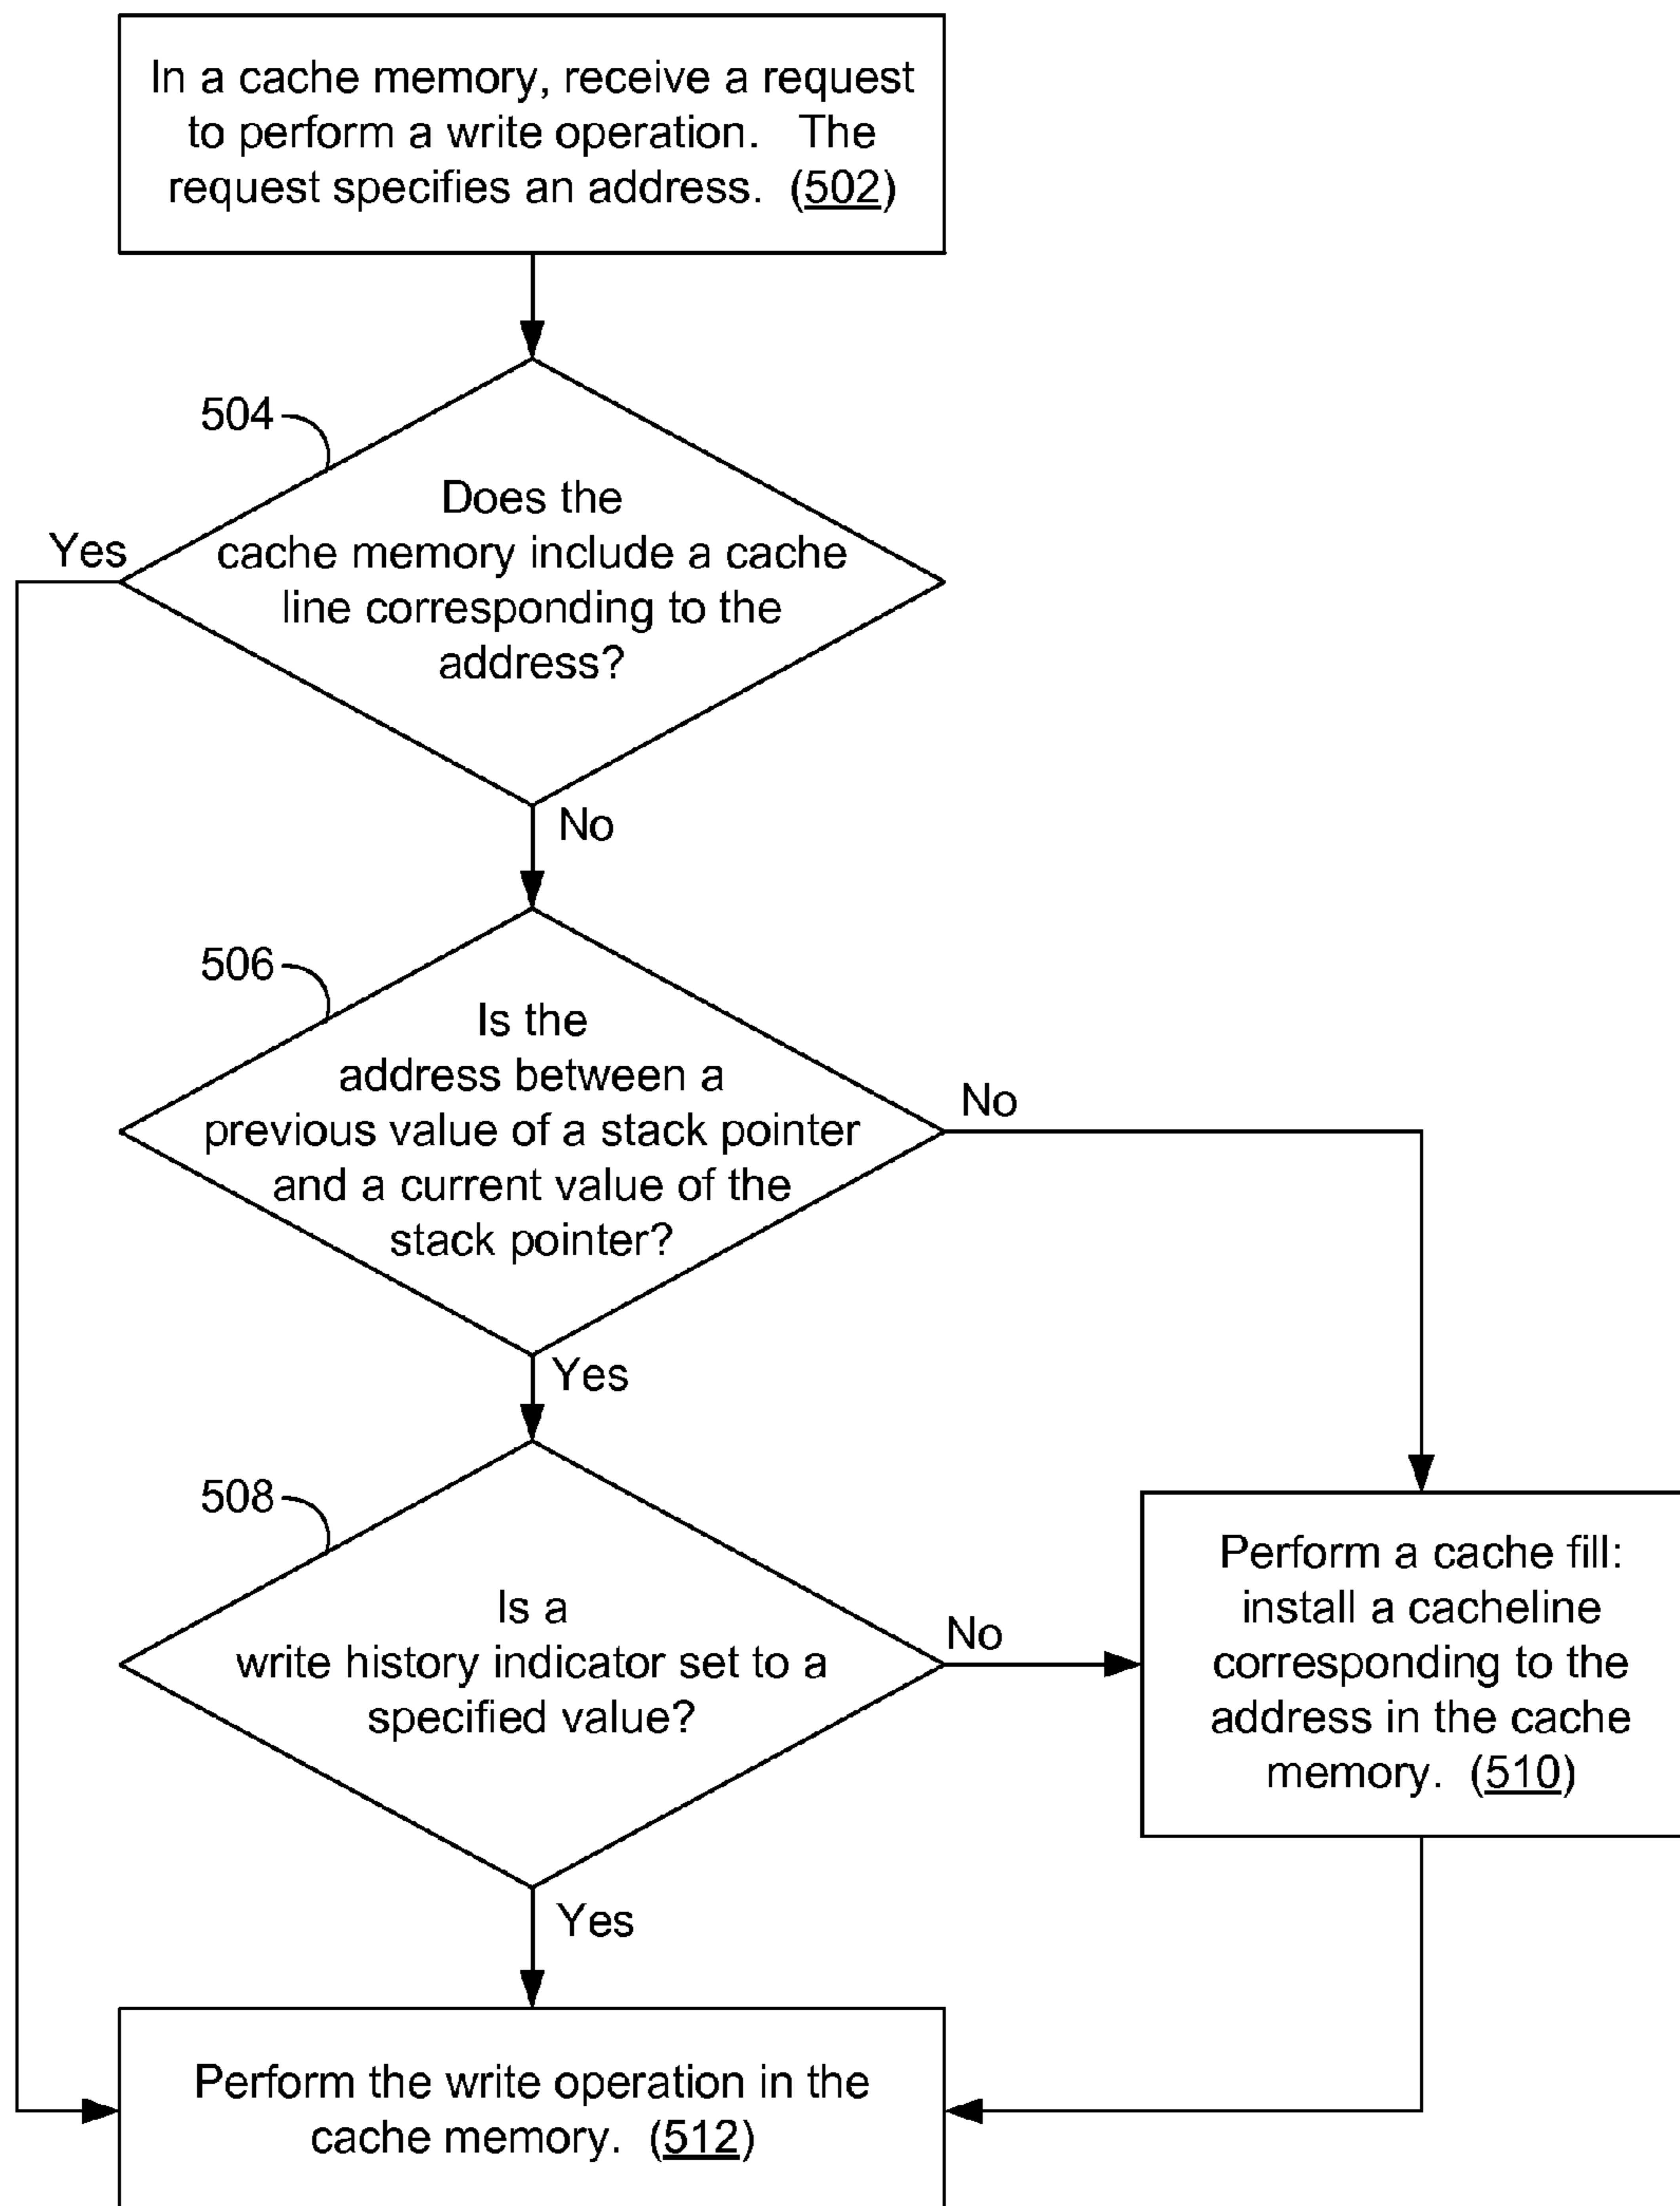 In a cache memory, receive a request
to perform a write operation. The
request specifies an address. (502)
504
Does the
cache memory include a cache
line corresponding to the
address?
Yes
No
506
Is the
address between a
previous value of a stack pointer
and a current value of the
stack pointer?
No
Yes
508
Is a
write history indicator set to a
specified value?
No
Perform a cache fill:
install a cacheline
corresponding to the
address in the cache
memory. (510)
Yes
Perform the write operation in the
cache memory. (512)